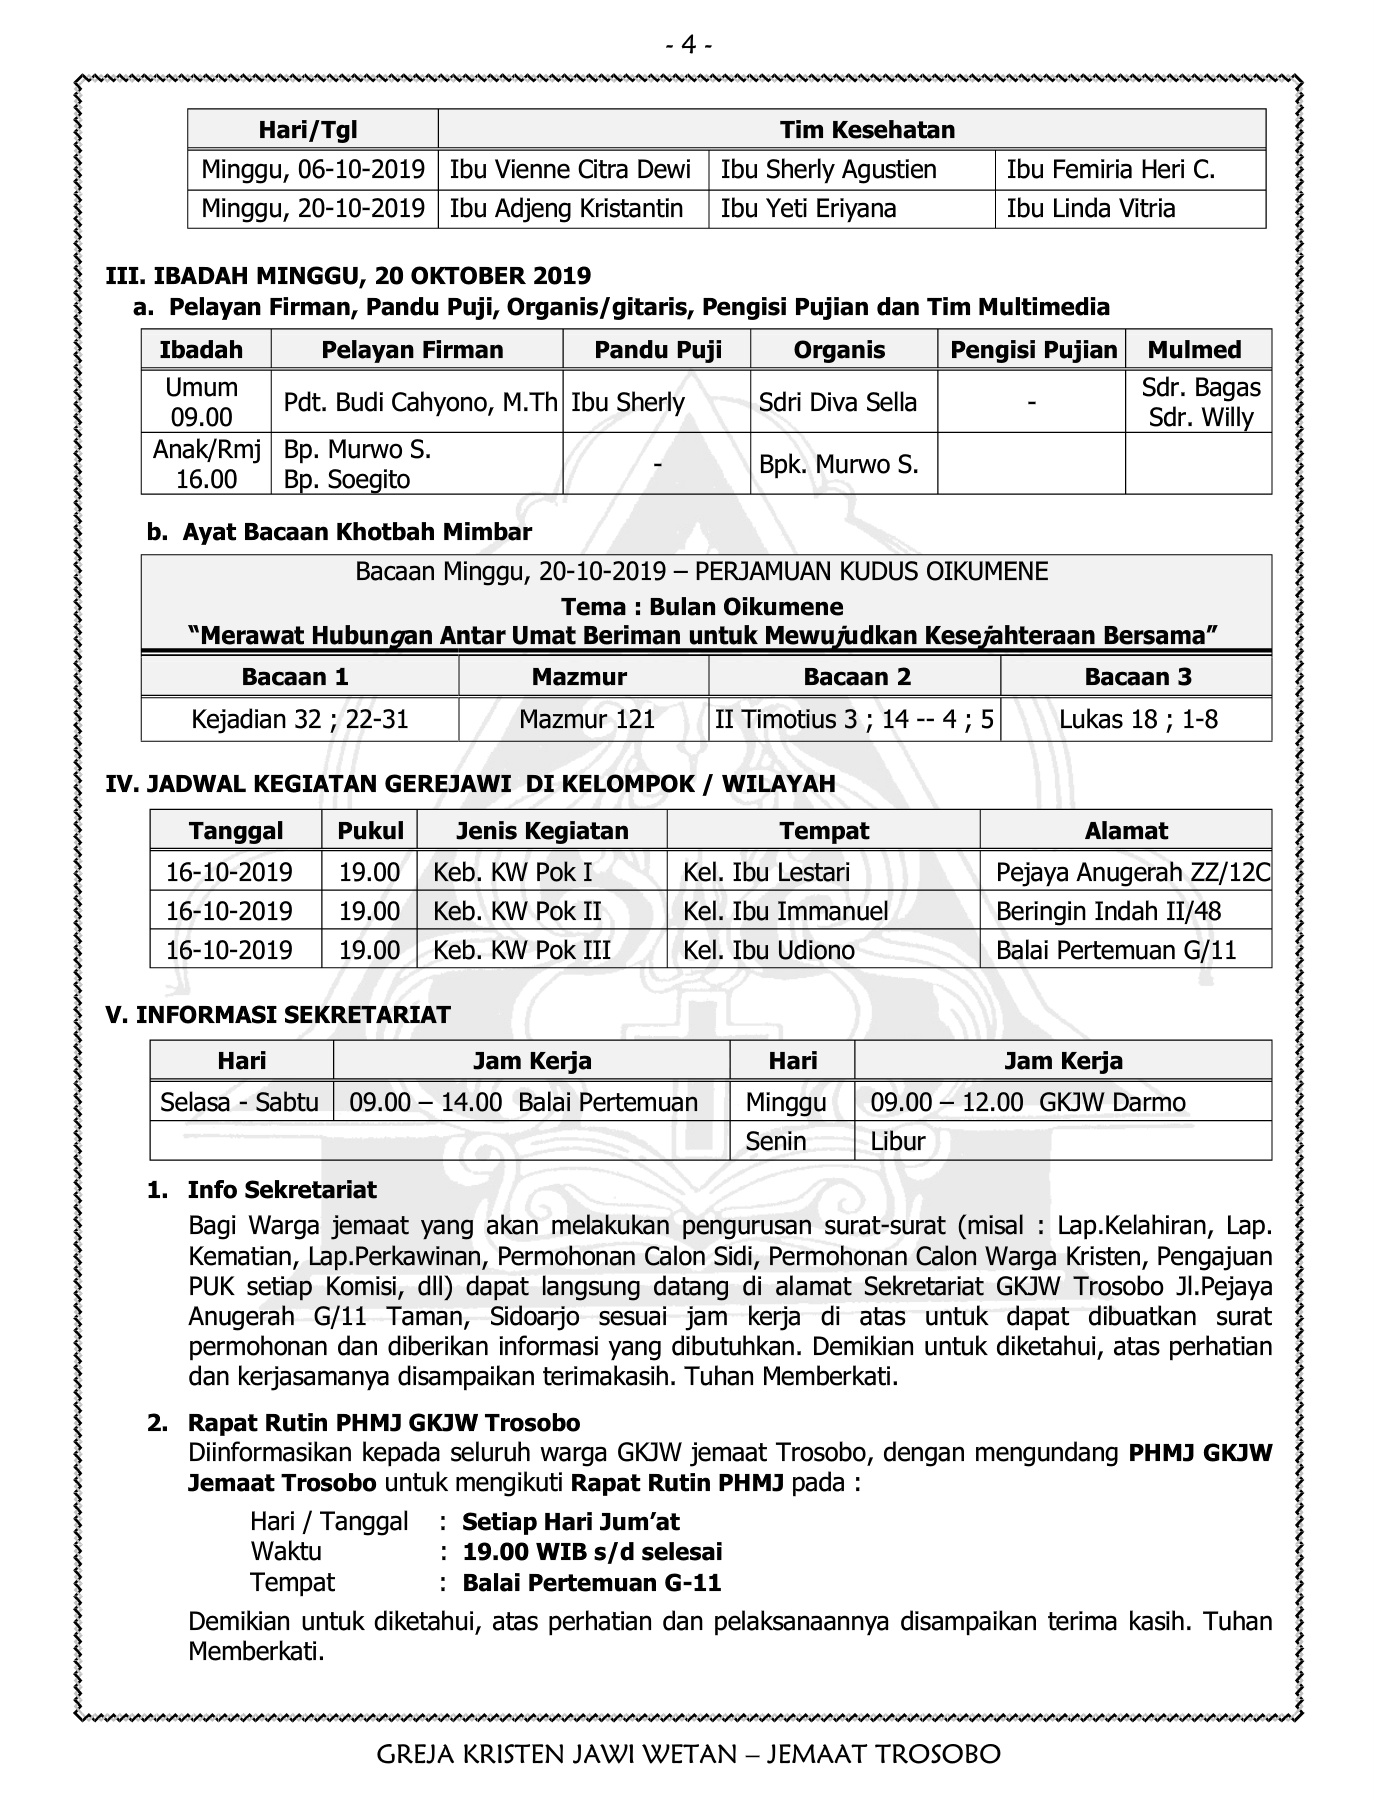 - 4 -
Hari/Tgl Tim Kesehatan
Minggu, 06-10-2019 Ibu Vienne Citra Dewi Ibu Sherly Agustien Ibu Femiria Heri C.
Minggu, 20-10-2019 Ibu Adjeng Kristantin Ibu Yeti Eriyana Ibu Linda Vitria
III. IBADAH MINGGU, 20 OKTOBER 2019
a. Pelayan Firman, Pandu Puji, Organis/gitaris, Pengisi Pujian dan Tim Multimedia
Ibadah Pelayan Firman Pandu Puji Organis Pengisi Pujian Mulmed
Umum 09.00 Pdt. Budi Cahyono, M.Th Ibu Sherly Sdri Diva Sella - Sdr. Bagas Sdr. Willy
Anak/Rmj 16.00 Bp. Murwo S. Bp. Soegito - Bpk. Murwo S.
b. Ayat Bacaan Khotbah Mimbar
Bacaan Minggu, 20-10-2019 – PERJAMUAN KUDUS OIKUMENE
Tema : Bulan Oikumene
“Merawat Hubungan Antar Umat Beriman untuk Mewujudkan Kesejahteraan Bersama”
Bacaan 1 Mazmur Bacaan 2 Bacaan 3
Kejadian 32 ; 22-31 Mazmur 121 II Timotius 3 ; 14 -- 4 ; 5 Lukas 18 ; 1-8
IV. JADWAL KEGIATAN GEREJAWI DI KELOMPOK / WILAYAH
Tanggal Pukul Jenis Kegiatan Tempat Alamat
16-10-2019 19.00 Keb. KW Pok I Kel. Ibu Lestari Pejaya Anugerah ZZ/12C
16-10-2019 19.00 Keb. KW Pok II Kel. Ibu Immanuel Beringin Indah II/48
16-10-2019 19.00 Keb. KW Pok III Kel. Ibu Udiono Balai Pertemuan G/11
V. INFORMASI SEKRETARIAT
Hari Jam Kerja Hari Jam Kerja
Selasa - Sabtu 09.00 – 14.00 Balai Pertemuan Minggu 09.00 – 12.00 GKJW Darmo
Senin Libur
1. Info Sekretariat
Bagi Warga jemaat yang akan melakukan pengurusan surat-surat (misal : Lap.Kelahiran, Lap.
Kematian, Lap.Perkawinan, Permohonan Calon Sidi, Permohonan Calon Warga Kristen, Pengajuan
PUK setiap Komisi, dll) dapat langsung datang di alamat Sekretariat GKJW Trosobo Jl.Pejaya
Anugerah G/11 Taman, Sidoarjo sesuai jam kerja di atas untuk dapat dibuatkan surat
permohonan dan diberikan informasi yang dibutuhkan. Demikian untuk diketahui, atas perhatian
dan kerjasamanya disampaikan terimakasih. Tuhan Memberkati.
2. Rapat Rutin PHMJ GKJW Trosobo
Diinformasikan kepada seluruh warga GKJW jemaat Trosobo, dengan mengundang PHMJ GKJW
Jemaat Trosobo untuk mengikuti Rapat Rutin PHMJ pada :
Hari / Tanggal : Setiap Hari Jum’at
Waktu : 19.00 WIB s/d selesai
Tempat : Balai Pertemuan G-11
Demikian untuk diketahui, atas perhatian dan pelaksanaannya disampaikan terima kasih. Tuhan
Memberkati.
GREJA KRISTEN JAWI WETAN – JEMAAT TROSOBO